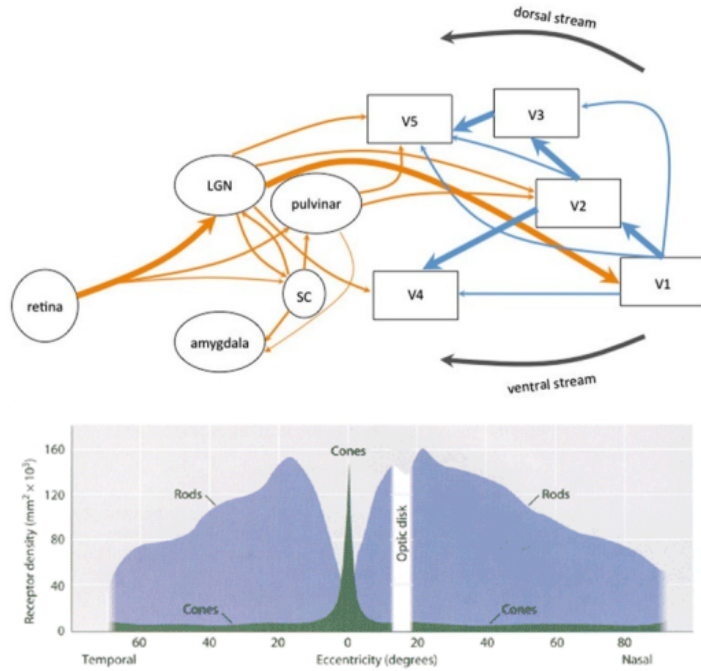 dorsal stream
V5
V3
LGN
pulvinar
V2
retina
SC
V4
V1
amygdala
ventral stream
Receptor density (mm² × 10³)
160
120
80
40
0
Cones
Rods
Rods
Optic disk
Cones
Cones
60 40 20 0 20 40 60 80
Temporal Eccentricity (degrees) Nasal